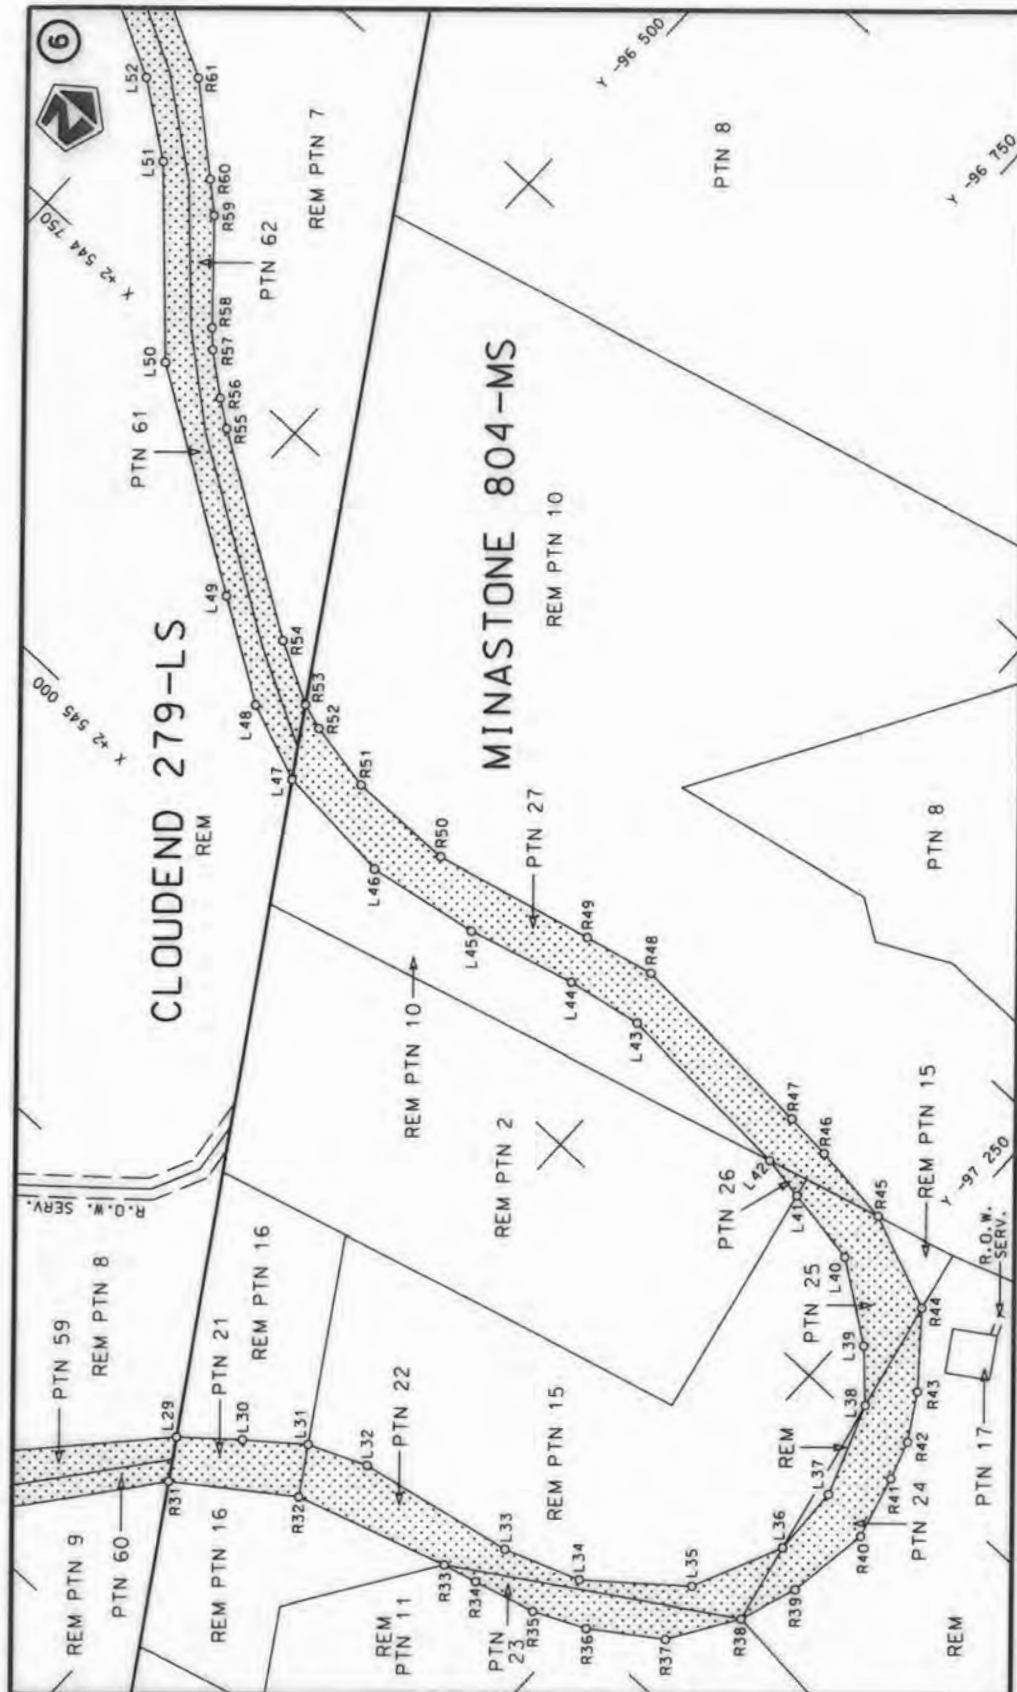 6
L52
R61
L51
R60
R59
X +2 544 750
PTN 62
REM PTN 7
Y -96 500
PTN 8
Y -96 750
L50
R58
R57
R56
R55
PTN 61
CLOUDEND 279-LS
REM
MINASTONE 804-MS
REM PTN 10
L49
R54
X +2 545 000
L48
R53
R52
L47
R51
R50
L46
PTN 27
L45
R49
R48
L44
L43
PTN 8
REM PTN 10
REM PTN 2
R47
R46
L42
PTN 26
L41
R45
REM PTN 15
Y -97 250
R.O.W.
SERV.
R.O.W. SERV.
REM PTN 8
PTN 59
REM PTN 16
PTN 21
L40
PTN 25
R44
L39
L38
R43
R42
PTN 17
L29
L30
L31
L32
PTN 22
REM PTN 15
REM
L37
R41
PTN 24
R40
R31
R32
REM PTN 9
PTN 60
REM PTN 16
L33
L34
L35
L36
R33
R34
R35
R36
R37
R38
R39
REM
PTN 11
PTN
23
REM